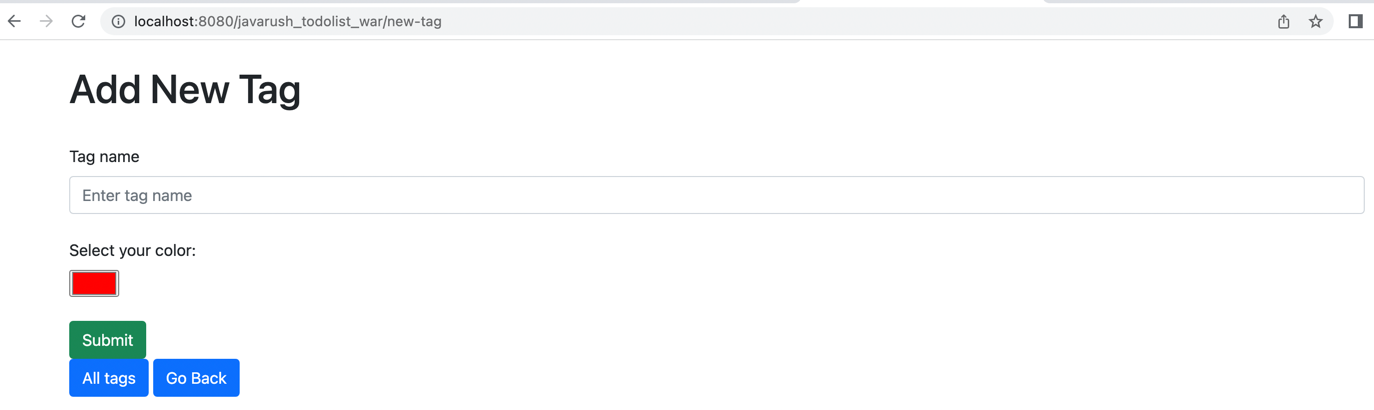 localhost:8080/javarush_todolist_war/new-tag
Add New Tag
Tag name
Enter tag name
Select your color:
Submit
All tags Go Back